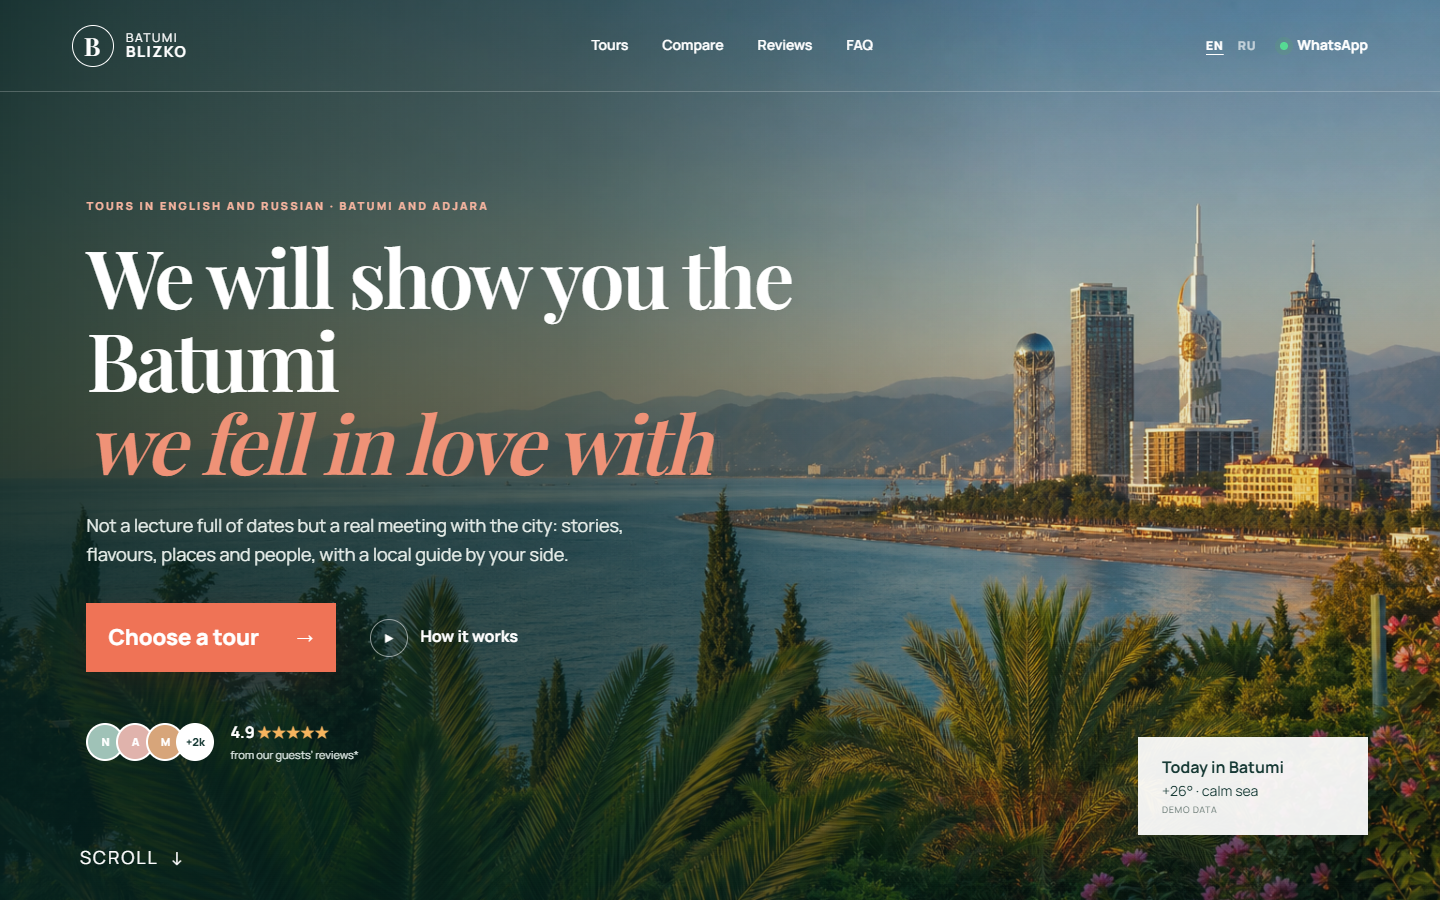 B
BATUMI
BLIZKO
Tours Compare Reviews FAQ
EN RU WhatsApp
TOURS IN ENGLISH AND RUSSIAN · BATUMI AND ADJARA
We will show you the
Batumi
we fell in love with
Not a lecture full of dates but a real meeting with the city: stories,
flavours, places and people, with a local guide by your side.
Choose a tour →
How it works
N A M +2k
4.9 ★★★★★
from our guests' reviews*
Today in Batumi
+26° · calm sea
DEMO DATA
SCROLL ↓